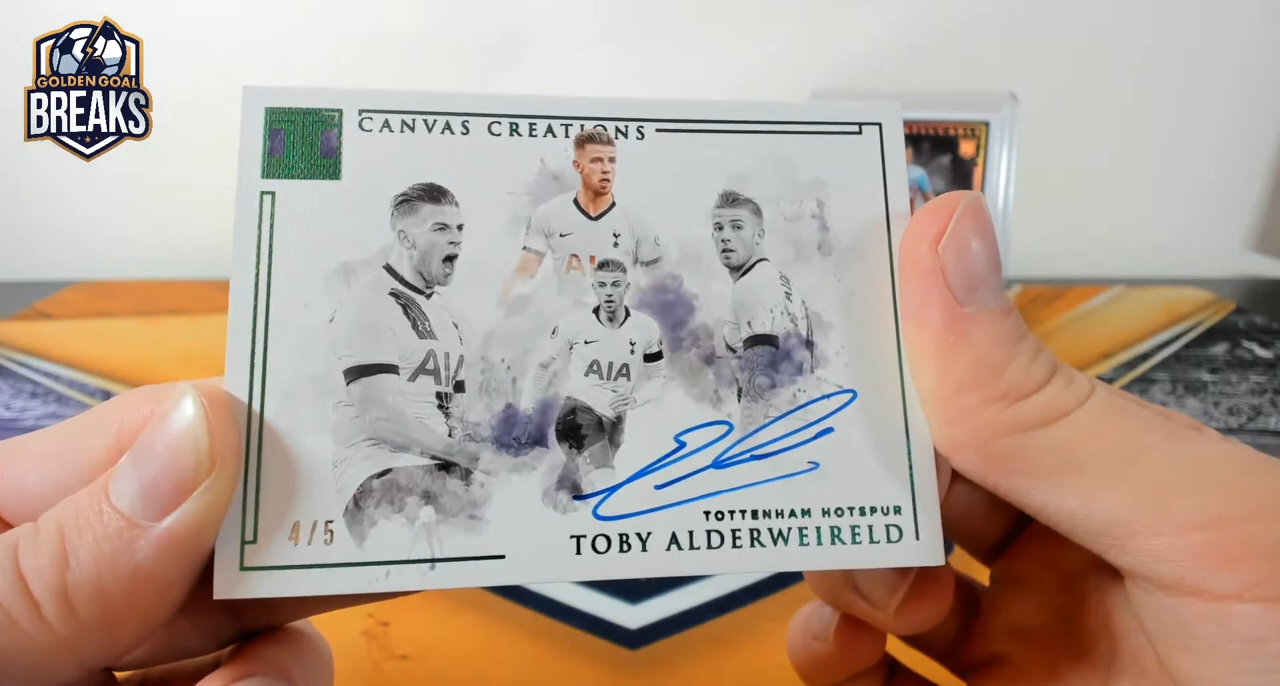 GOLDEN GOAL
BREAKS
CANVAS CREATIONS
AIA
AIA
4/5
TOTTENHAM HOTSPUR
TOBY ALDERWEIRELD